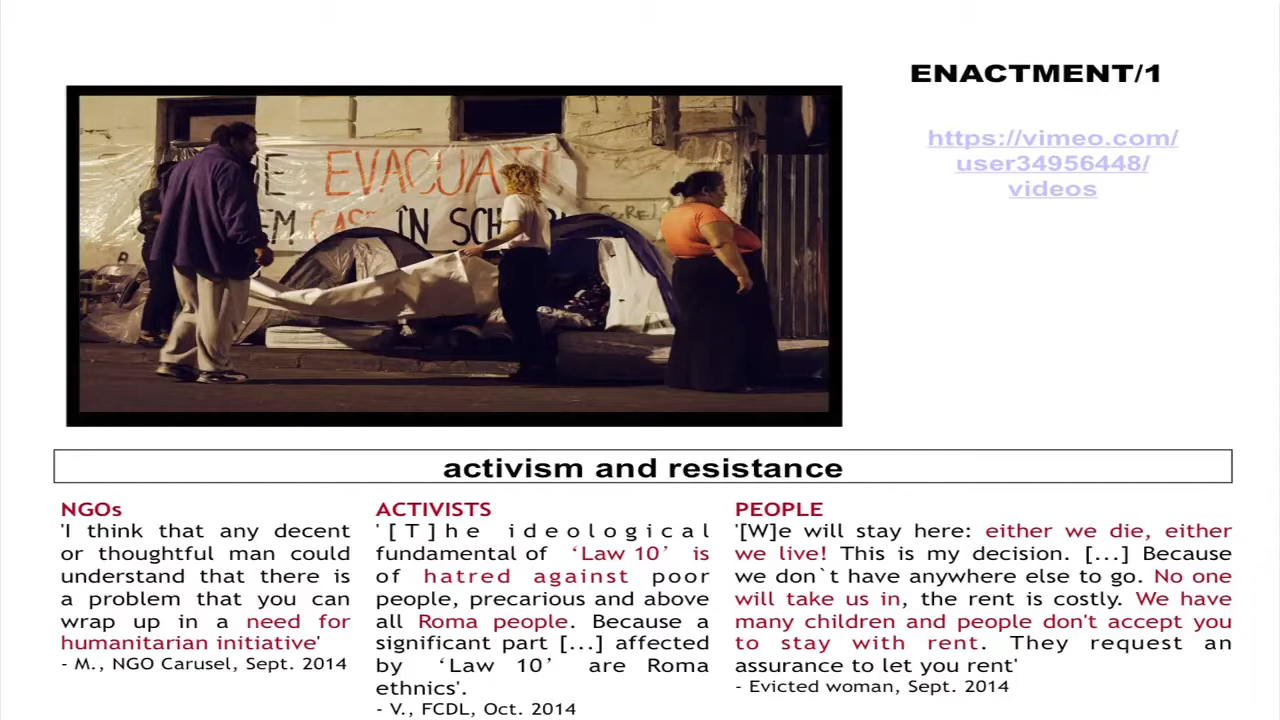 ENACTMENT/1
https://vimeo.com/
user34956448/
videos
E EVACUAȚI
EM CASE ÎN SCH
activism and resistance
NGOs
'I think that any decent
or thoughtful man could
understand that there is
a problem that you can
wrap up in a need for
humanitarian initiative'
- M., NGO Carusel, Sept. 2014
ACTIVISTS
'[T]he ideological
fundamental of ‘Law 10’ is
of hatred against poor
people, precarious and above
all Roma people. Because a
significant part [...] affected
by ‘Law 10’ are Roma
ethnics'.
- V., FCDL, Oct. 2014
PEOPLE
'[W]e will stay here: either we die, either
we live! This is my decision. [...] Because
we don`t have anywhere else to go. No one
will take us in, the rent is costly. We have
many children and people don't accept you
to stay with rent. They request an
assurance to let you rent'
- Evicted woman, Sept. 2014